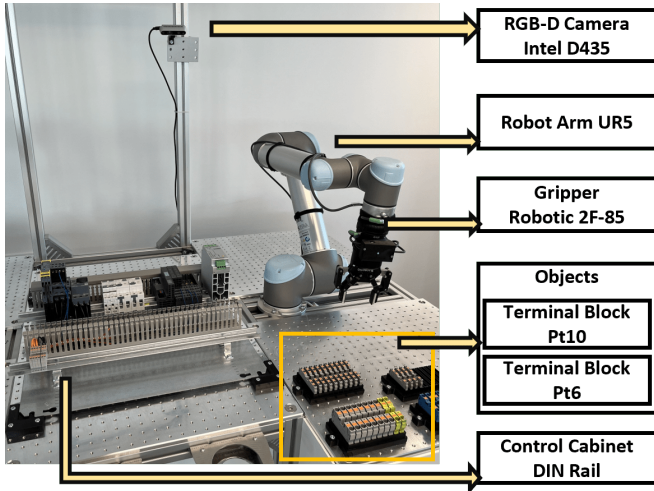 RGB-D Camera
Intel D435
Robot Arm UR5
Gripper
Robotic 2F-85
Objects
Terminal Block
Pt10
Terminal Block
Pt6
Control Cabinet
DIN Rail